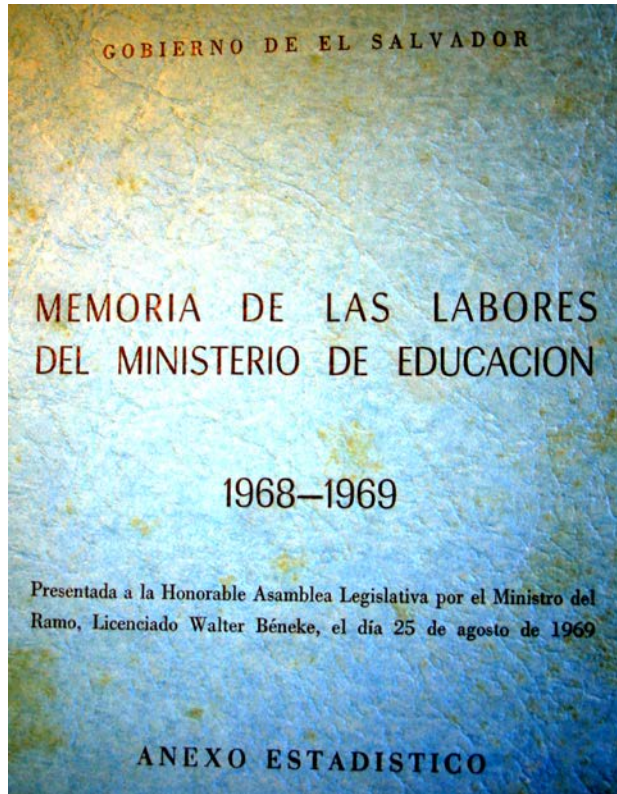 GOBIERNO DE EL SALVADOR
MEMORIA DE LAS LABORES
DEL MINISTERIO DE EDUCACION
1968—1969
Presentada a la Honorable Asamblea Legislativa por el Ministro del
Ramo, Licenciado Walter Béneke, el día 25 de agosto de 1969
ANEXO ESTADISTICO